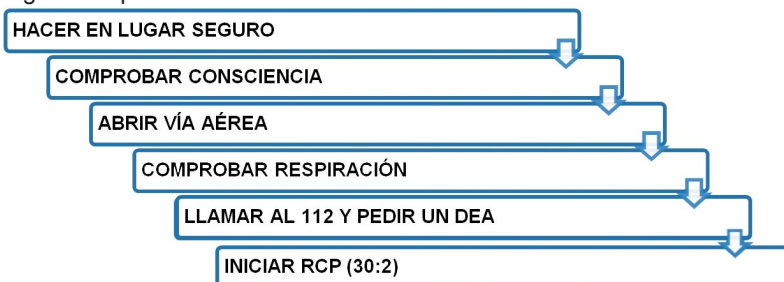 HACER EN LUGAR SEGURO
COMPROBAR CONSCIENCIA
ABRIR VÍA AÉREA
COMPROBAR RESPIRACIÓN
LLAMAR AL 112 Y PEDIR UN DEA
INICIAR RCP (30:2)